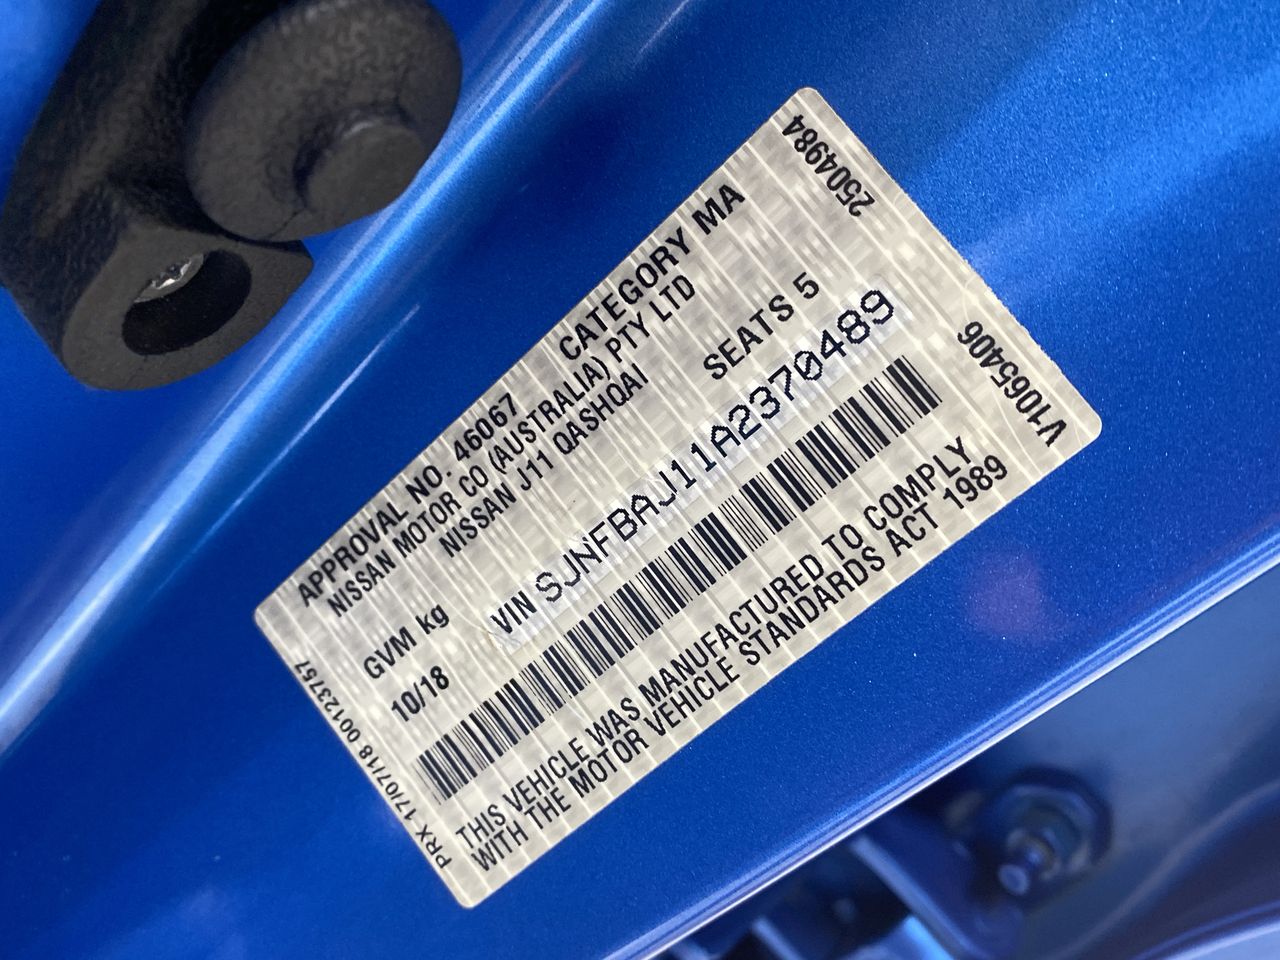 APPROVAL NO. 46067 CATEGORY MA
NISSAN MOTOR CO (AUSTRALIA) PTY LTD
NISSAN J11 QASHQAI
GVM kg SEATS 5
10/18
VIN SJNFBAJ11A2370489
THIS VEHICLE WAS MANUFACTURED TO COMPLY
WITH THE MOTOR VEHICLE STANDARDS ACT 1989
PRX 17/07/18 00123757
2504984
V1065406